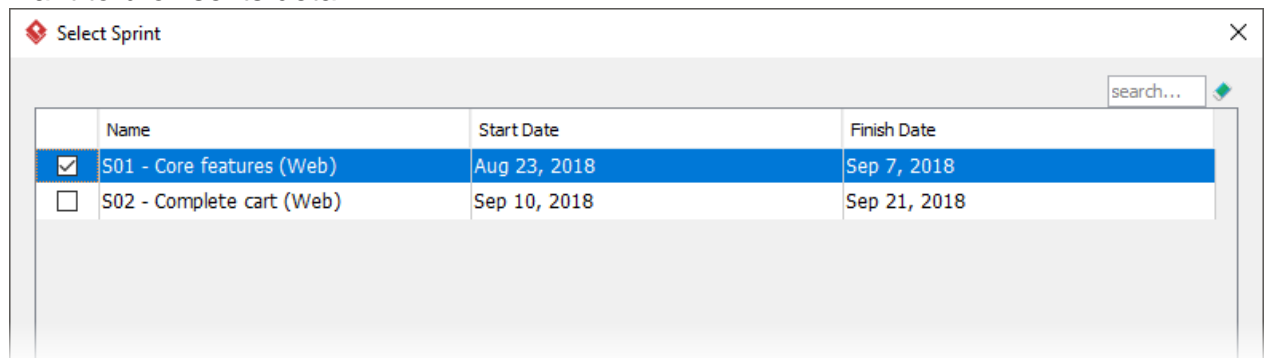 Select Sprint
search...
Name Start Date Finish Date
S01 - Core features (Web) Aug 23, 2018 Sep 7, 2018
S02 - Complete cart (Web) Sep 10, 2018 Sep 21, 2018